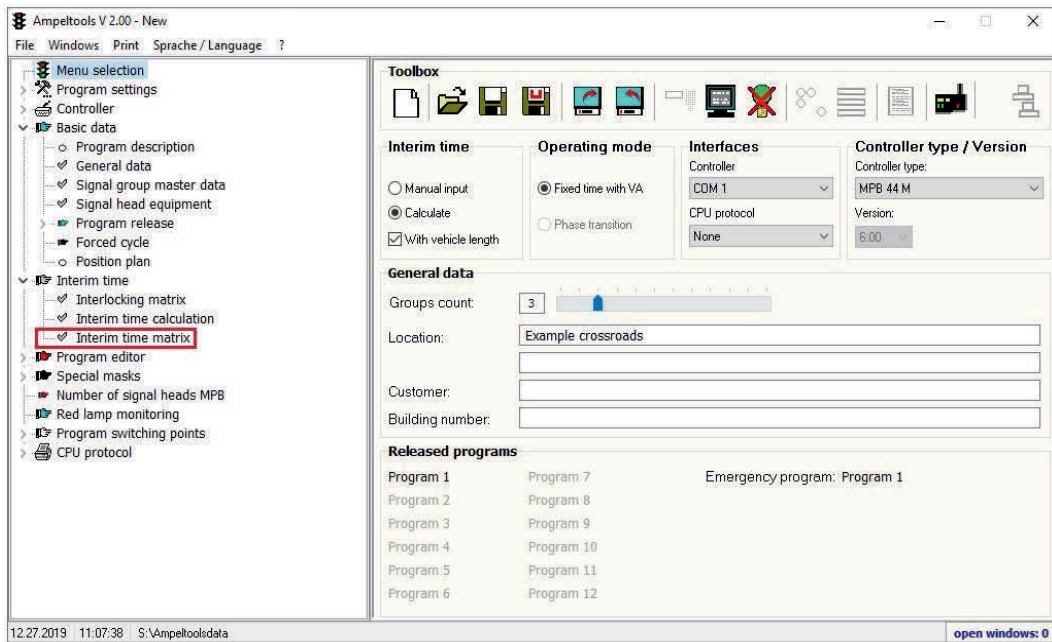 Ampeltools V 2.00 - New
File Windows Print Sprache / Language ?
Menu selection
Program settings
Controller
Basic data
Program description
General data
Signal group master data
Signal head equipment
Program release
Forced cycle
Position plan
Interim time
Interlocking matrix
Interim time calculation
Interim time matrix
Program editor
Special masks
Number of signal heads MPB
Red lamp monitoring
Program switching points
CPU protocol
Toolbox
Interim time
Manual input
Calculate
With vehicle length
Operating mode
Fixed time with VA
Phase transition
Interfaces
Controller
COM 1
CPU protocol
None
Controller type / Version
Controller type:
MPB 44 M
Version:
6.00
General data
Groups count: 3
Location: Example crossroads
Customer:
Building number:
Released programs
Program 1 Program 7 Emergency program: Program 1
Program 2 Program 8
Program 3 Program 9
Program 4 Program 10
Program 5 Program 11
Program 6 Program 12
12.27.2019 11:07:38 S:\Ampeltoolsdata open windows: 0